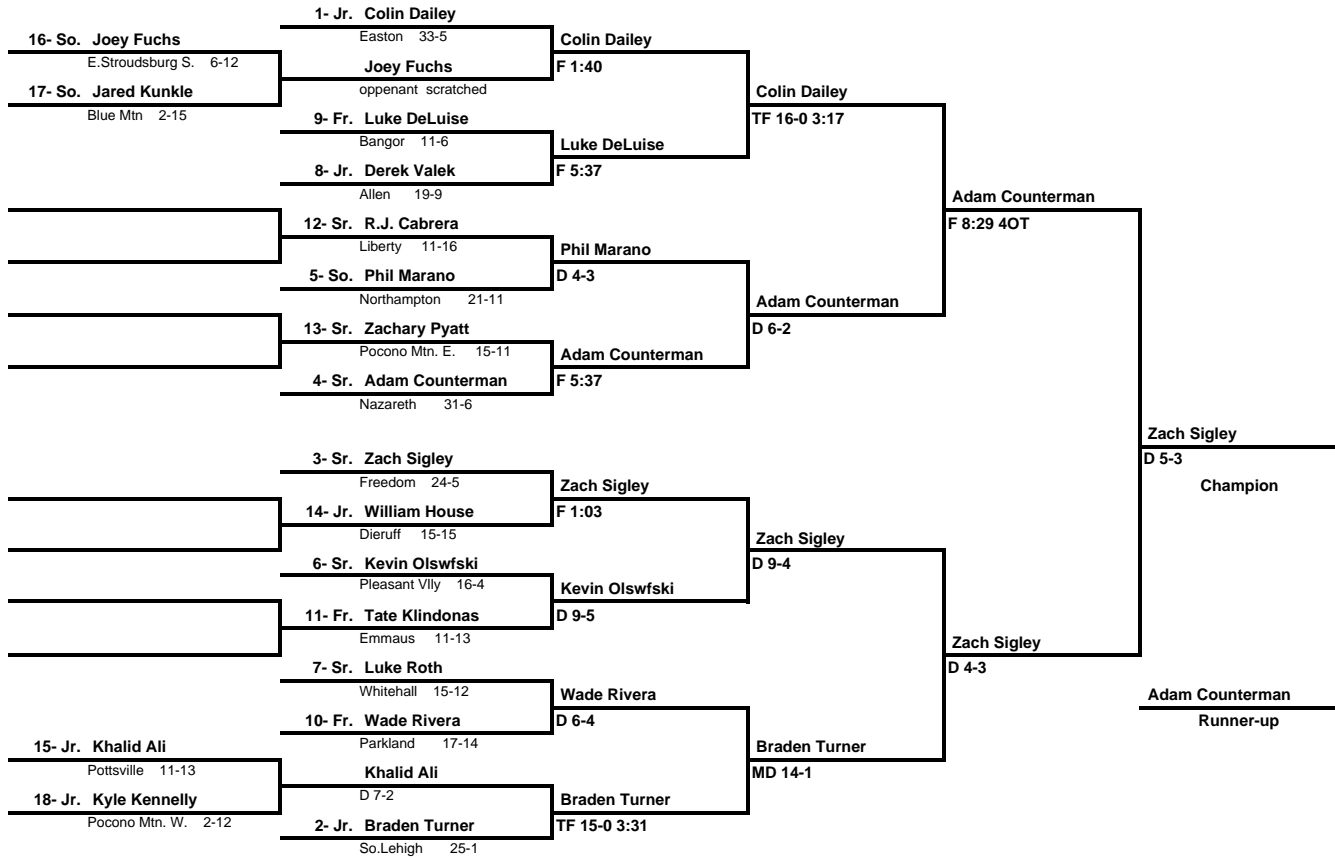 1- Jr. Colin Dailey
Easton 33-5
16- So. Joey Fuchs
E.Stroudsburg S. 6-12
Joey Fuchs
oppenant scratched
17- So. Jared Kunkle
Blue Mtn 2-15
9- Fr. Luke DeLuise
Bangor 11-6
8- Jr. Derek Valek
Allen 19-9
12- Sr. R.J. Cabrera
Liberty 11-16
5- So. Phil Marano
Northampton 21-11
13- Sr. Zachary Pyatt
Pocono Mtn. E. 15-11
4- Sr. Adam Counterman
Nazareth 31-6
3- Sr. Zach Sigley
Freedom 24-5
14- Jr. William House
Dieruff 15-15
6- Sr. Kevin Olswfski
Pleasant Vlly 16-4
11- Fr. Tate Klindonas
Emmaus 11-13
7- Sr. Luke Roth
Whitehall 15-12
10- Fr. Wade Rivera
Parkland 17-14
15- Jr. Khalid Ali
Pottsville 11-13
Khalid Ali
D 7-2
18- Jr. Kyle Kennelly
Pocono Mtn. W. 2-12
2- Jr. Braden Turner
So.Lehigh 25-1
Colin Dailey
F 1:40
Luke DeLuise
F 5:37
Phil Marano
D 4-3
Adam Counterman
F 5:37
Zach Sigley
F 1:03
Kevin Olswfski
D 9-5
Wade Rivera
D 6-4
Braden Turner
TF 15-0 3:31
Colin Dailey
TF 16-0 3:17
Adam Counterman
D 6-2
Zach Sigley
D 9-4
Braden Turner
MD 14-1
Adam Counterman
F 8:29 4OT
Zach Sigley
D 4-3
Zach Sigley
D 5-3
Champion
Adam Counterman
Runner-up